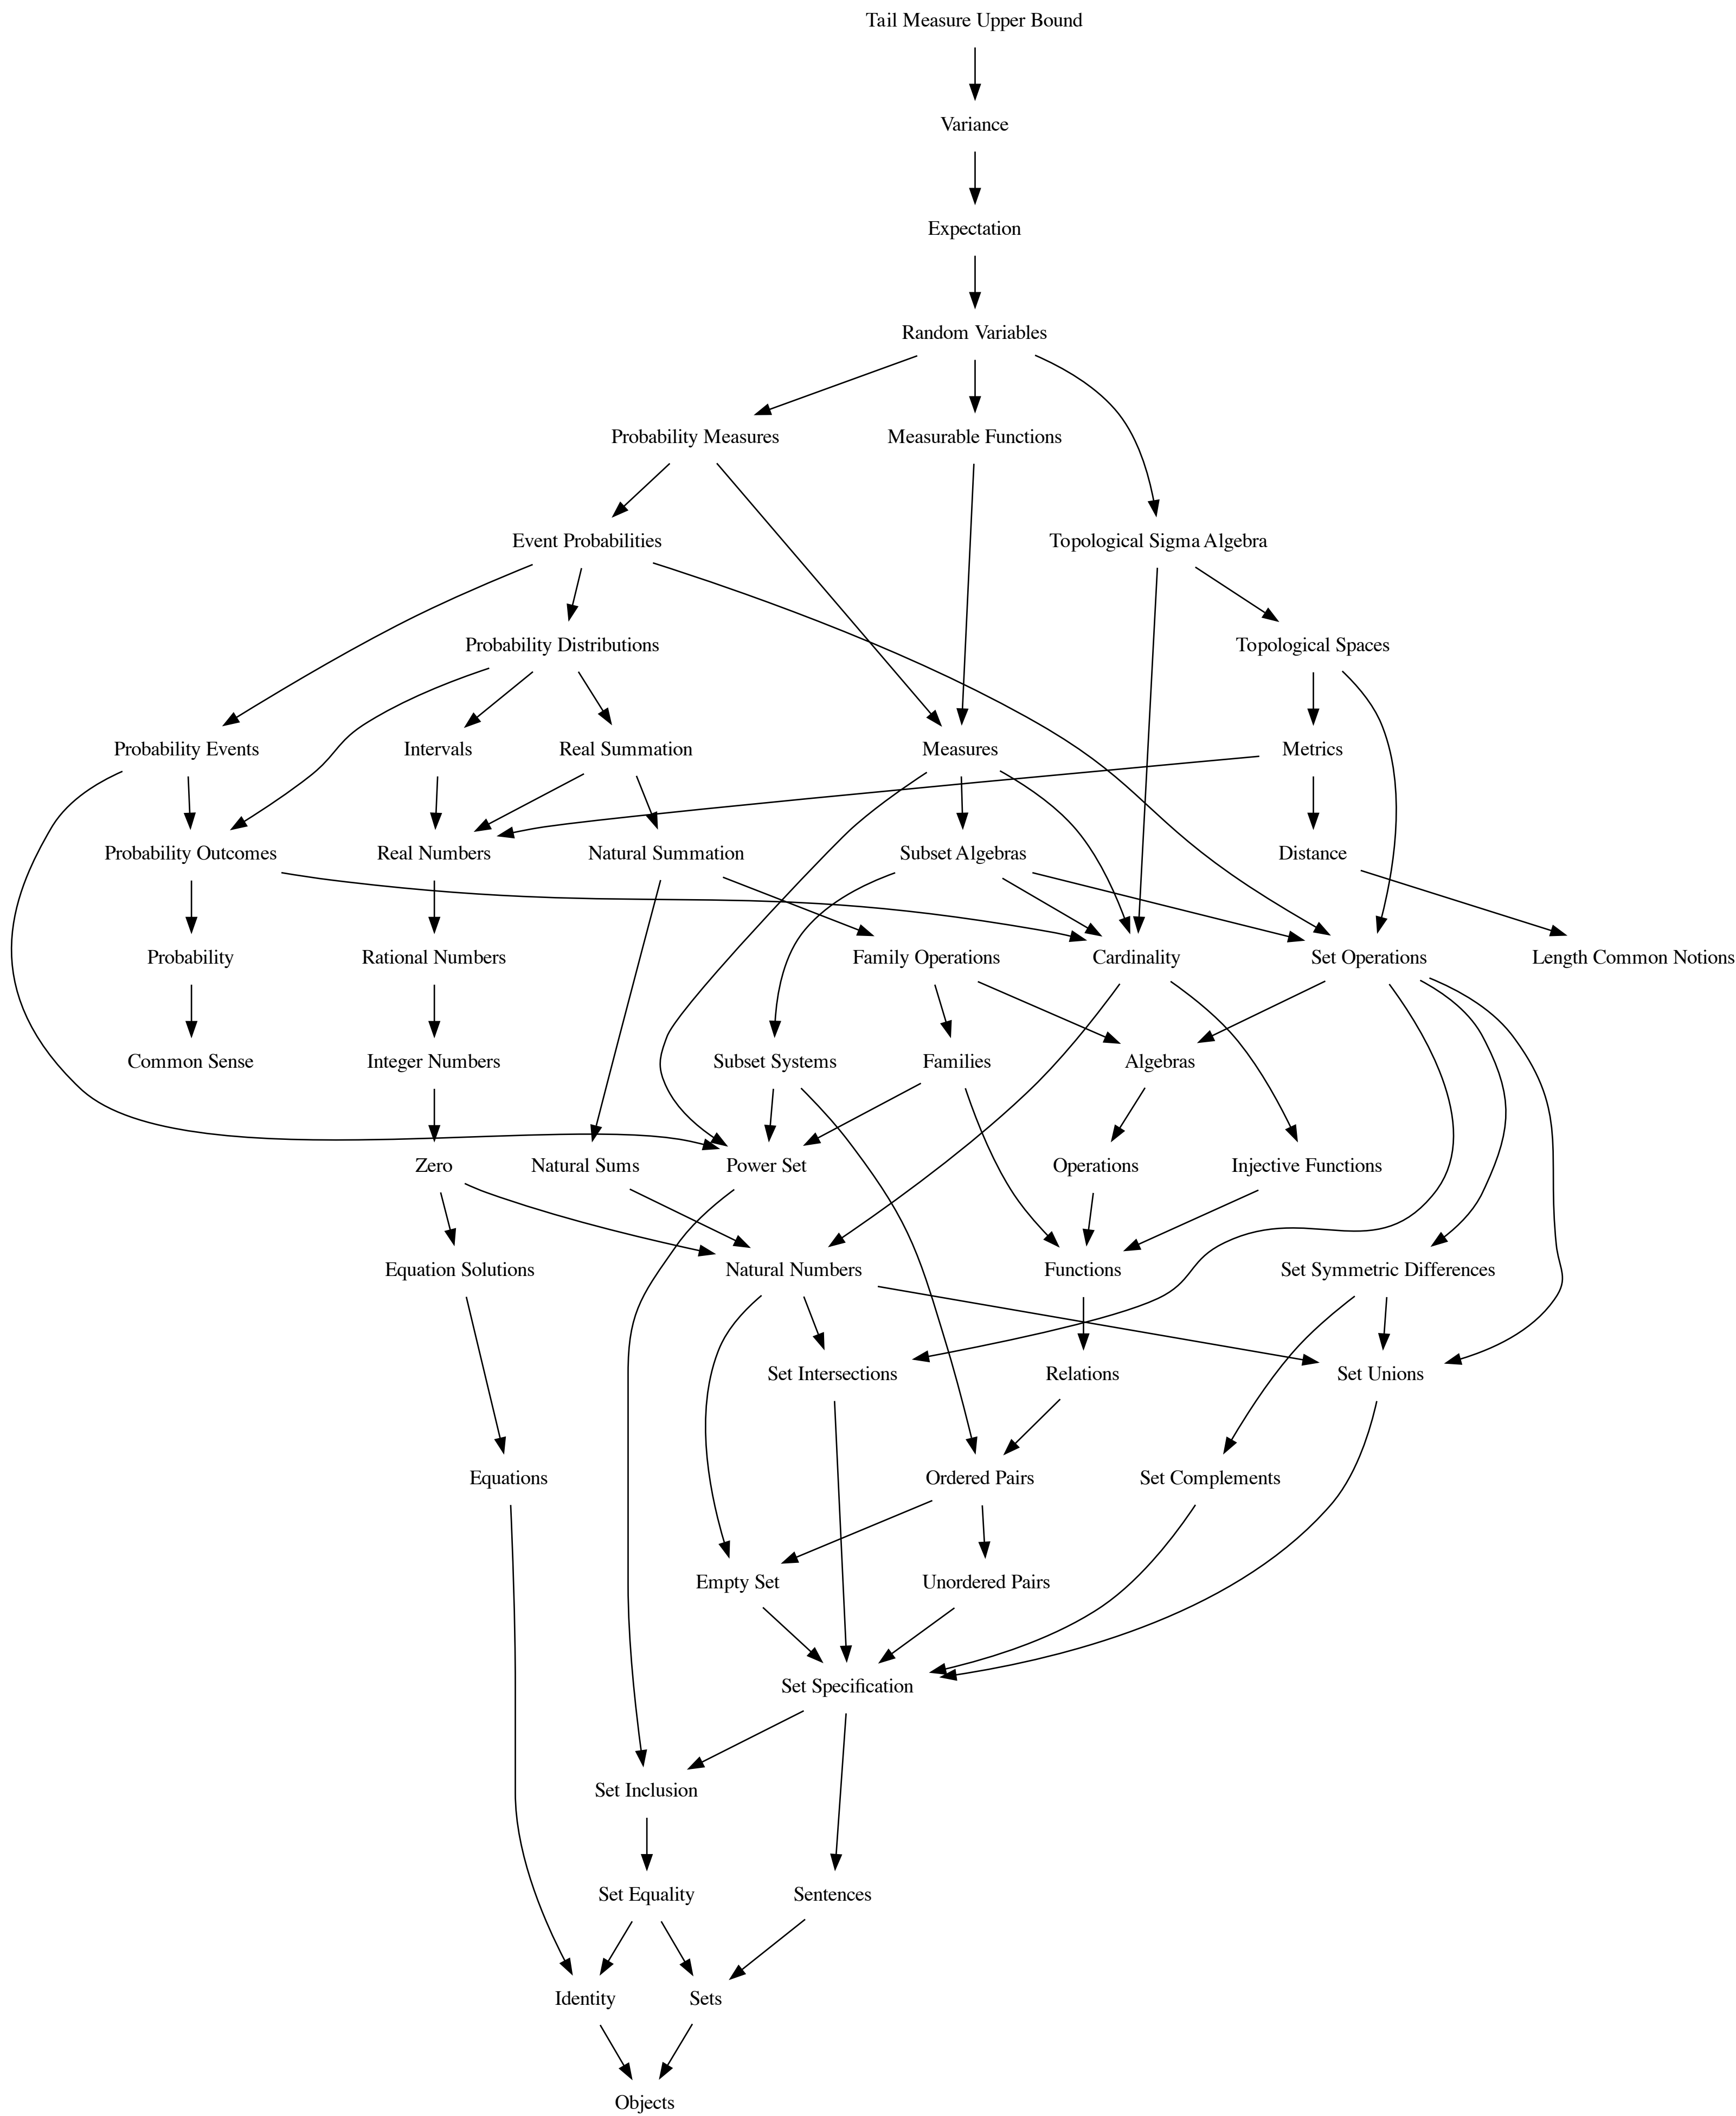 Tail Measure Upper Bound
Variance
Expectation
Random Variables
Probability Measures
Measurable Functions
Event Probabilities
Topological Sigma Algebra
Probability Distributions
Topological Spaces
Probability Events
Intervals
Real Summation
Measures
Metrics
Probability Outcomes
Real Numbers
Natural Summation
Subset Algebras
Distance
Probability
Rational Numbers
Family Operations
Cardinality
Set Operations
Length Common Notions
Common Sense
Integer Numbers
Subset Systems
Families
Algebras
Zero
Natural Sums
Power Set
Operations
Injective Functions
Equation Solutions
Natural Numbers
Functions
Set Symmetric Differences
Set Intersections
Relations
Set Unions
Equations
Ordered Pairs
Set Complements
Empty Set
Unordered Pairs
Set Specification
Set Inclusion
Set Equality
Sentences
Identity
Sets
Objects